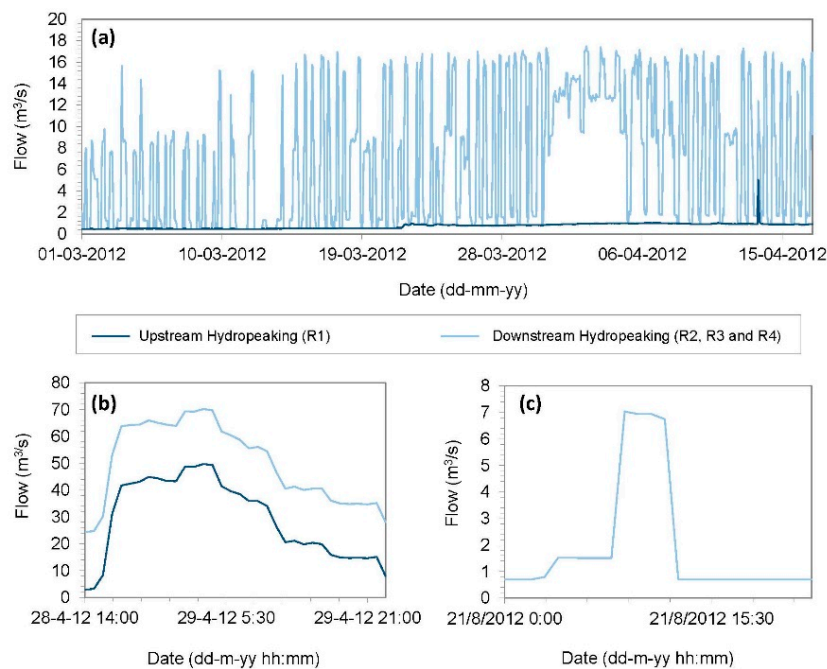 (a)
Flow (m³/s)
20
18
16
14
12
10
8
6
4
2
0
01-03-2012 10-03-2012 19-03-2012 28-03-2012 06-04-2012 15-04-2012
Date (dd-mm-yy)
Upstream Hydropeaking (R1) Downstream Hydropeaking (R2, R3 and R4)
(b)
Flow (m³/s)
80
70
60
50
40
30
20
10
0
28-4-12 14:00 29-4-12 5:30 29-4-12 21:00
Date (dd-m-yy hh:mm)
(c)
Flow (m³/s)
8
7
6
5
4
3
2
1
0
21/8/2012 0:00 21/8/2012 15:30
Date (dd-m-yy hh:mm)